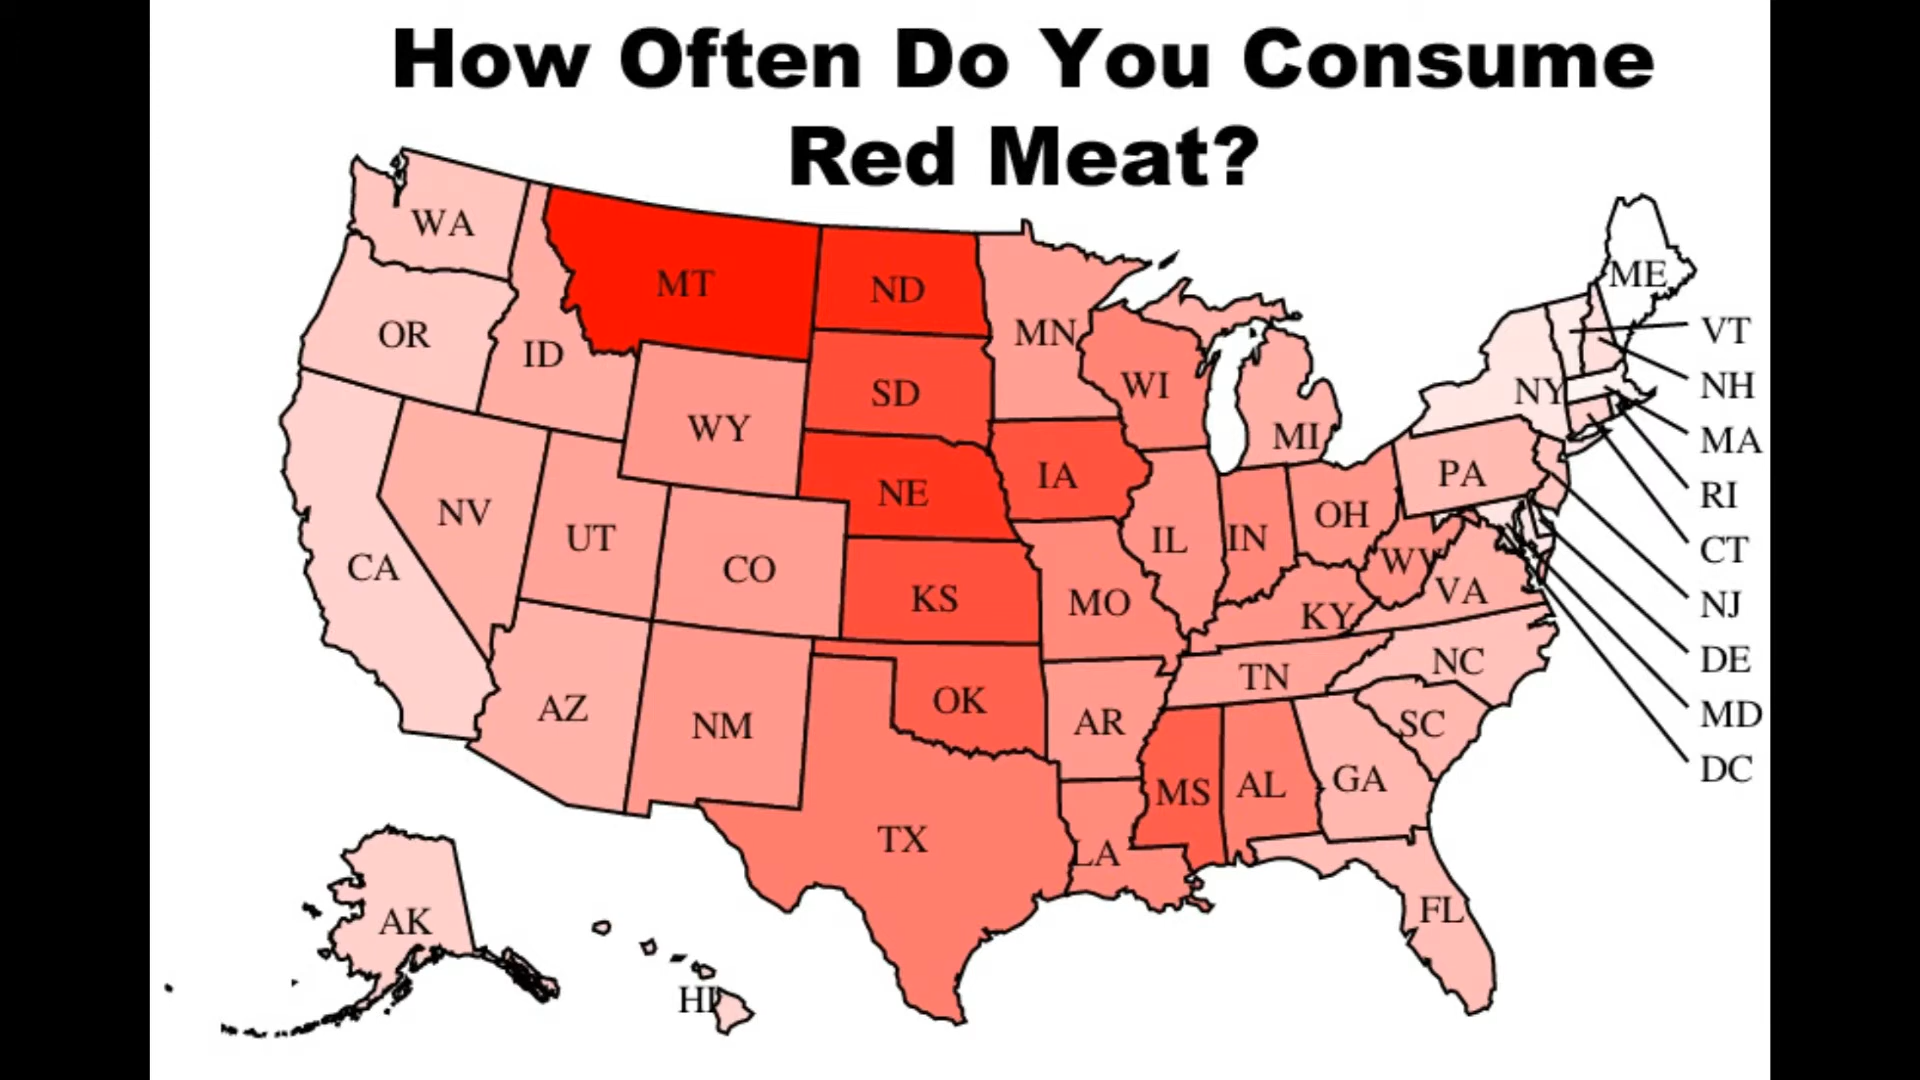 How Often Do You Consume
Red Meat?
WA
MT
ND
MN
ME
OR
ID
SD
WI
VT
WY
MI
NY
NH
NV
UT
CO
NE
IA
PA
MA
CA
KS
MO
IL
IN
OH
WV
VA
RI
KY
CT
AZ
NM
OK
AR
TN
NC
NJ
TX
LA
MS
AL
GA
SC
DE
MD
DC
AK
HI
FL